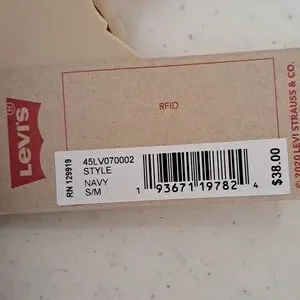 RFID
Levi's®
RN 129919
45LV070002
STYLE
NAVY
S/M
1 93671 19782 4
$38.00
© 2020 LEVI STRAUSS & CO.